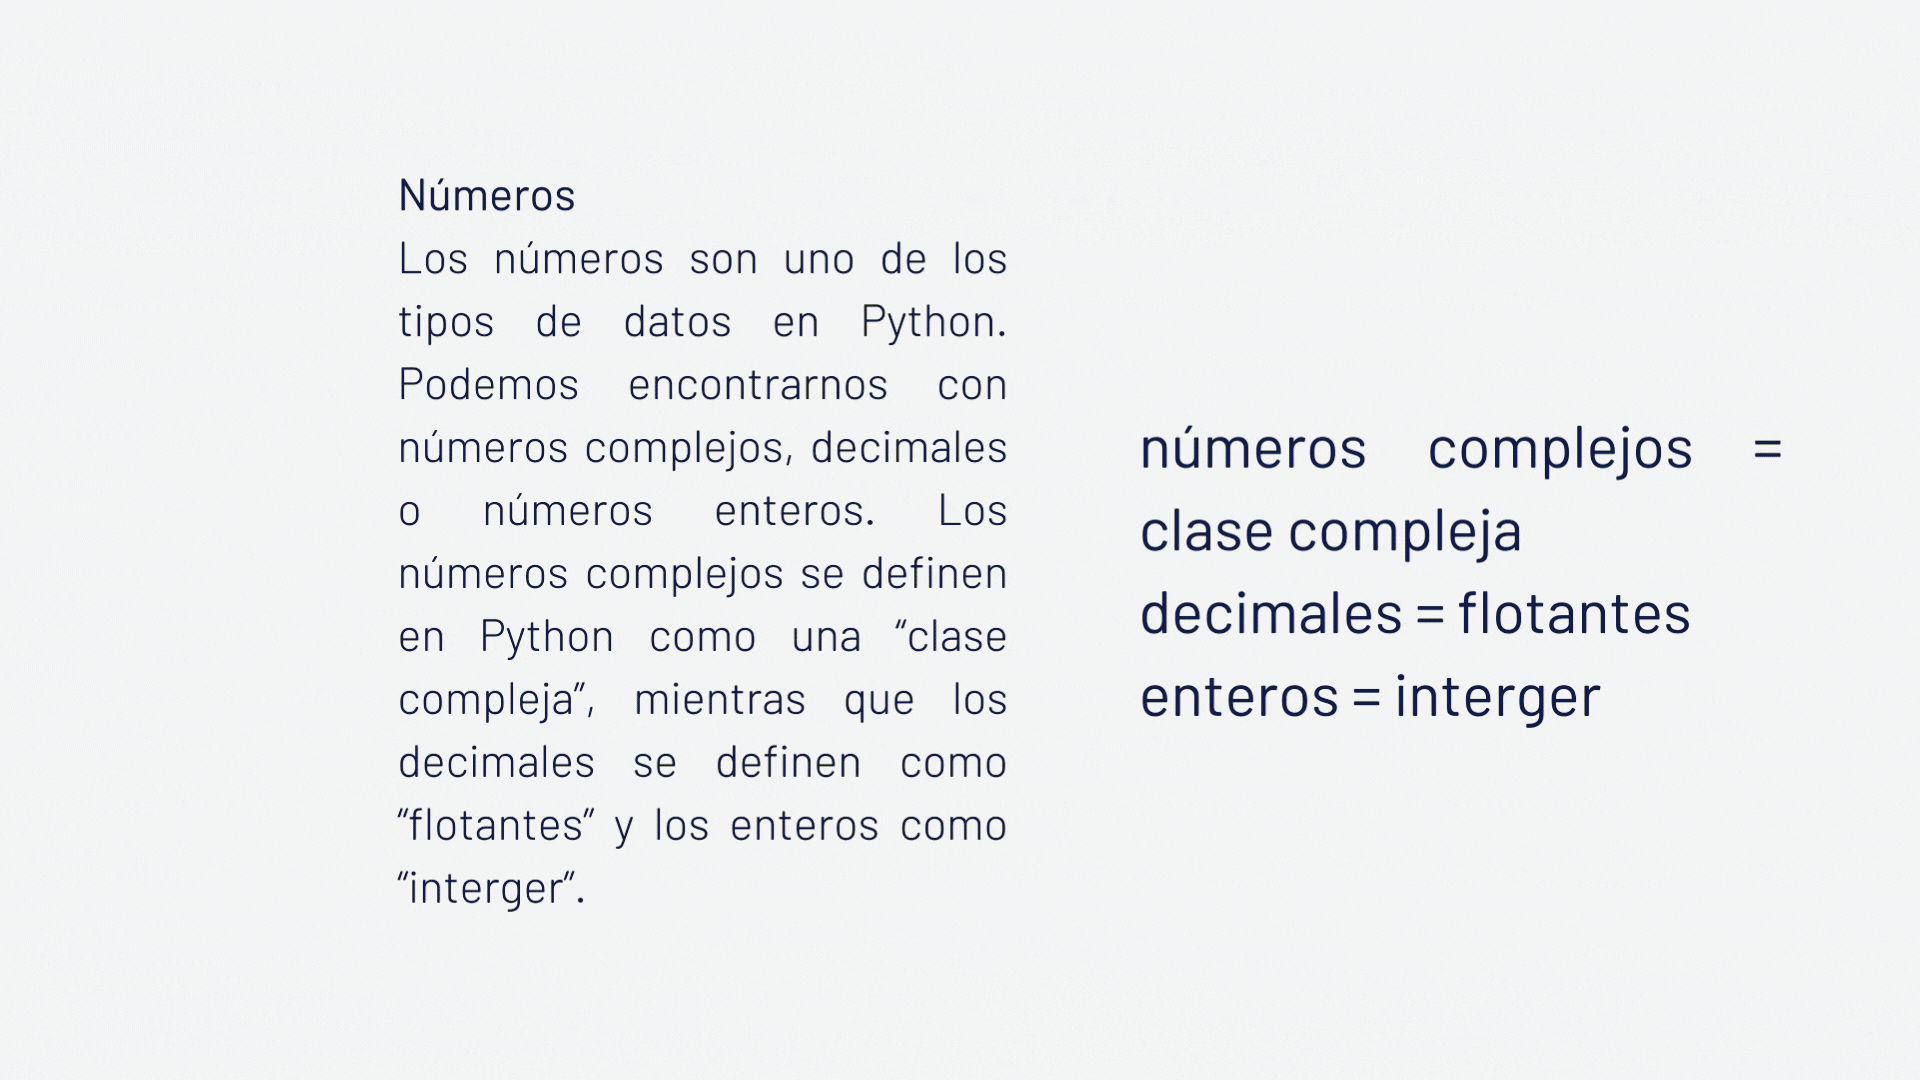 Números
Los números son uno de los
tipos de datos en Python.
Podemos encontrarnos con
números complejos, decimales
o números enteros. Los
números complejos se definen
en Python como una “clase
compleja”, mientras que los
decimales se definen como
“flotantes” y los enteros como
“interger”.
números complejos =
clase compleja
decimales = flotantes
enteros = interger